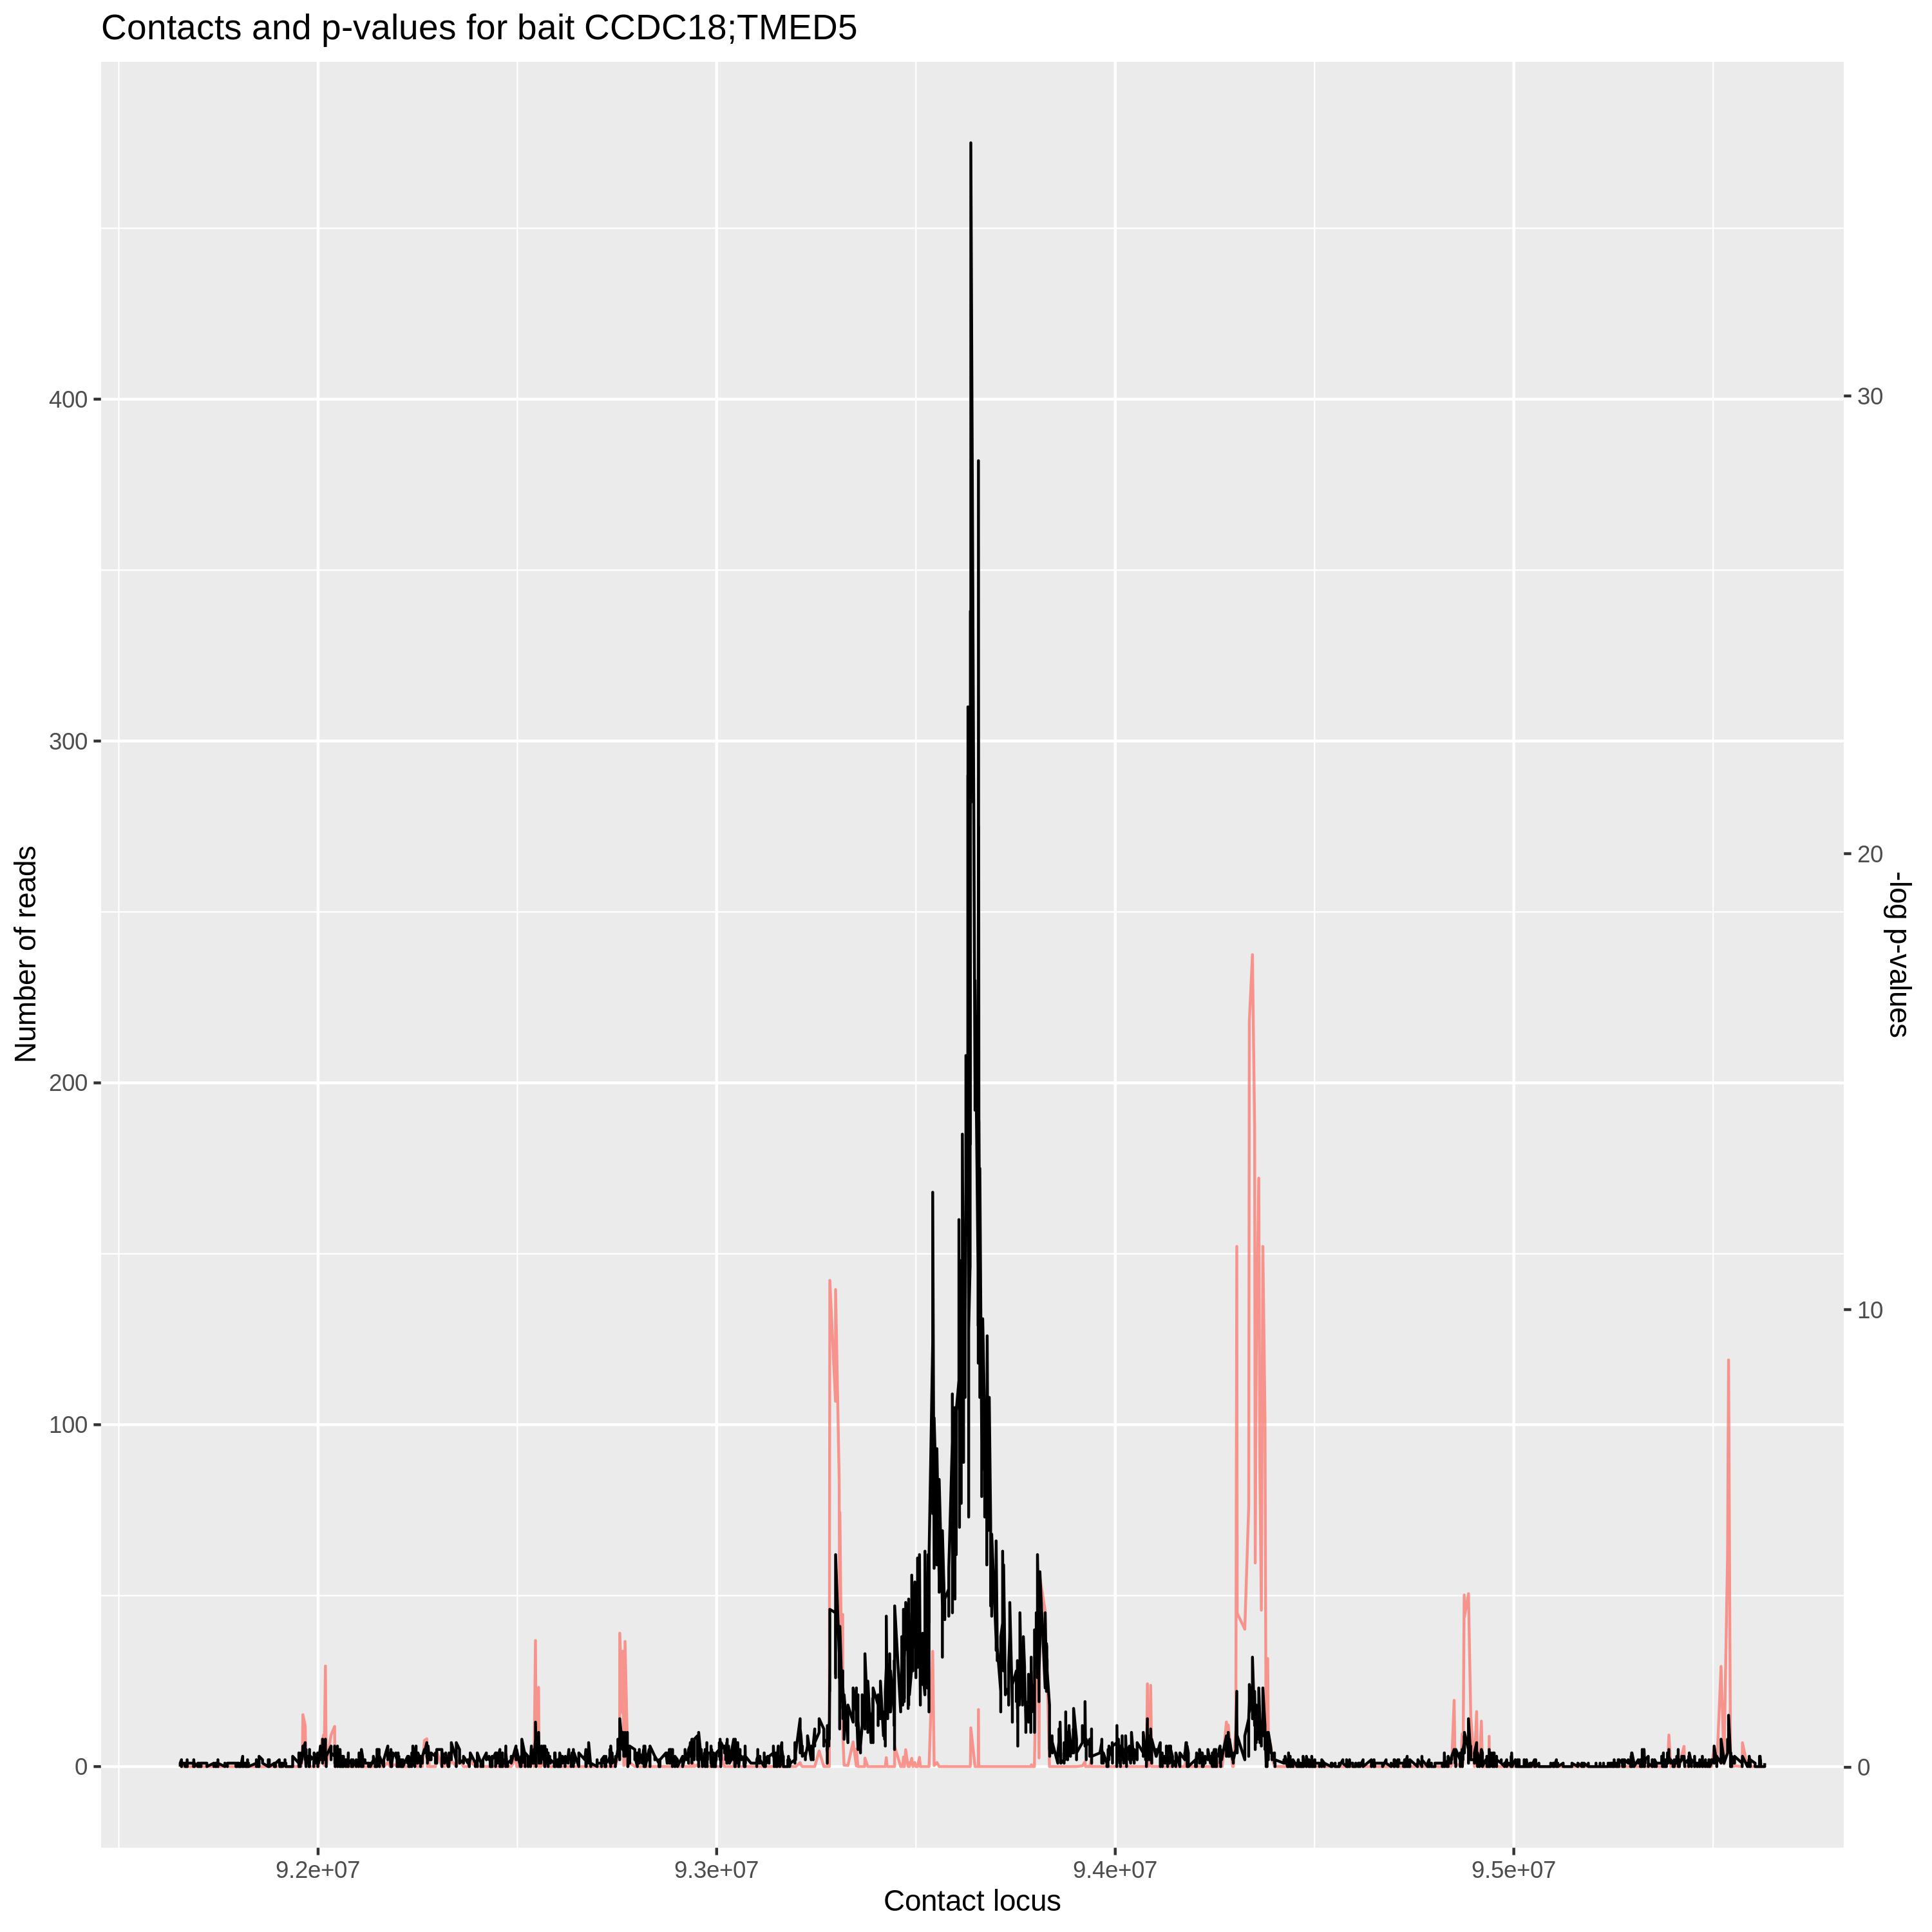 Contacts and p-values for bait CCDC18;TMED5
400
300
200
100
0
Number of reads
30
20
10
0
-log p-values
9.2e+07
9.3e+07
9.4e+07
9.5e+07
Contact locus